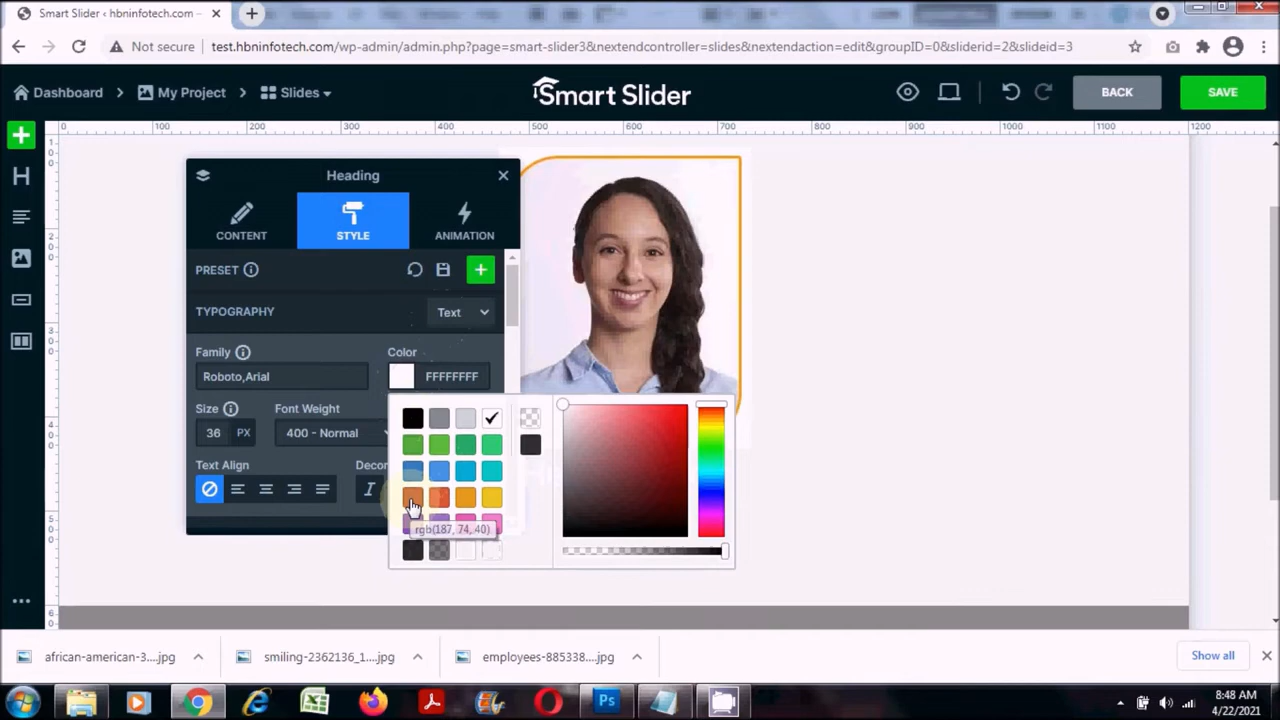 Smart Slider ‹ hbninfotech.com –
Not secure
test.hbninfotech.com/wp-admin/admin.php?page=smart-slider3&nextendcontroller=slides&nextendaction=edit&groupID=0&sliderid=2&slideid=3
Dashboard
My Project
Slides
Smart Slider
BACK
SAVE
0 100 200 300 400 500 600 700 800 900 1000 1100 1200
Heading
CONTENT
STYLE
ANIMATION
PRESET
TYPOGRAPHY
Text
Family
Color
Roboto,Arial
FFFFFFFF
Size
Font Weight
36 PX
400 - Normal
Text Align
Decor
I
rgb(187, 74, 40)
african-american-3....jpg
smiling-2362136_1....jpg
employees-885338....jpg
Show all
Ps
8:48 AM
4/22/2021